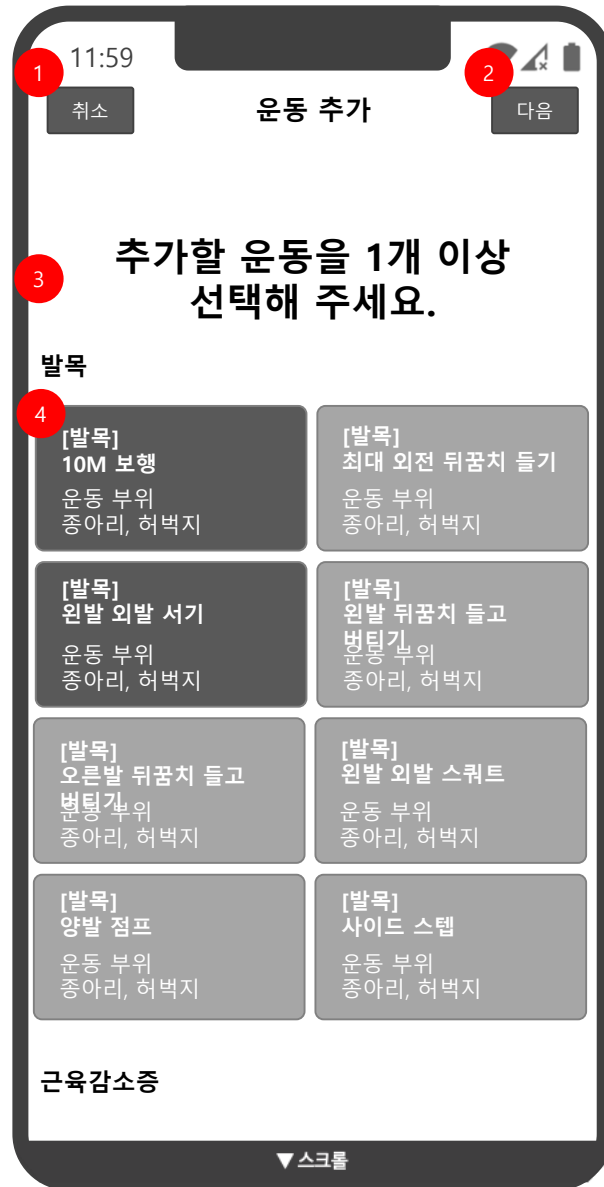 11:59
1
2
취소
운동 추가
다음
3
추가할 운동을 1개 이상
선택해 주세요.
발목
4
[발목]
10M 보행
운동 부위
종아리, 허벅지
[발목]
최대 외전 뒤꿈치 들기
운동 부위
종아리, 허벅지
[발목]
왼발 외발 서기
운동 부위
종아리, 허벅지
[발목]
왼발 뒤꿈치 들고
버티기
운동 부위
종아리, 허벅지
[발목]
오른발 뒤꿈치 들고
버티기
운동 부위
종아리, 허벅지
[발목]
왼발 외발 스쿼트
운동 부위
종아리, 허벅지
[발목]
양발 점프
운동 부위
종아리, 허벅지
[발목]
사이드 스텝
운동 부위
종아리, 허벅지
근육감소증
▼스크롤